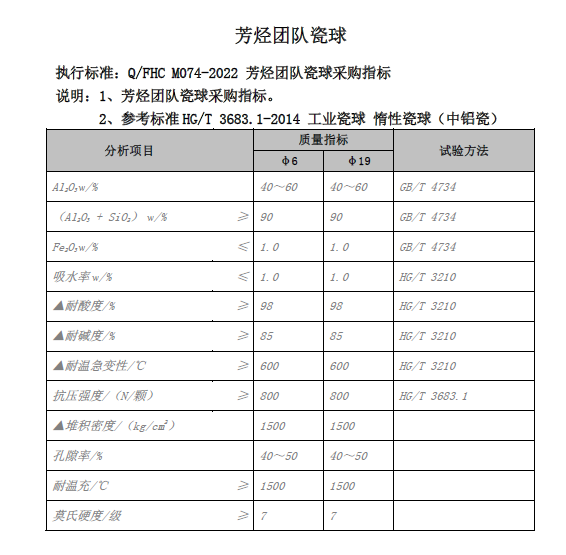 芳烃团队瓷球
执行标准：Q/FHC M074-2022 芳烃团队瓷球采购指标
说明：1、芳烃团队瓷球采购指标。
2、参考标准HG/T 3683.1-2014 工业瓷球 惰性瓷球（中铝瓷）
分析项目 质量指标 试验方法
φ6 φ19
Al₂O₃w/% 40～60 40～60 GB/T 4734
（Al₂O₃ + SiO₂） w/% ≥ 90 90 GB/T 4734
Fe₂O₃w/% ≤ 1.0 1.0 GB/T 4734
吸水率w/% ≤ 1.0 1.0 HG/T 3210
▲耐酸度/% ≥ 98 98 HG/T 3210
▲耐碱度/% ≥ 85 85 HG/T 3210
▲耐温急变性/℃ ≥ 600 600 HG/T 3210
抗压强度/（N/颗） ≥ 800 800 HG/T 3683.1
▲堆积密度/（kg/cm²） 1500 1500
孔隙率/% 40～50 40～50
耐温充/℃ ≥ 1500 1500
莫氏硬度/级 ≥ 7 7